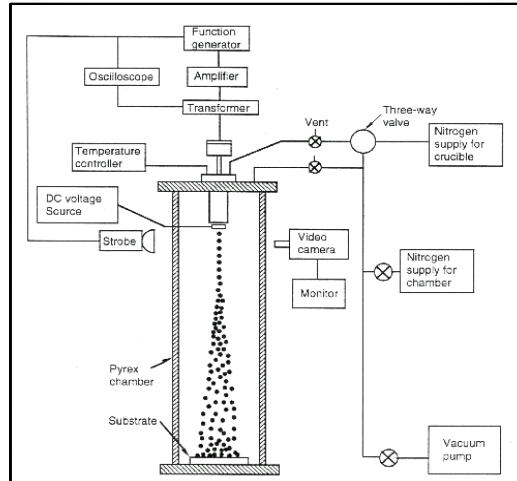 Function
generator
Oscilloscope
Amplifier
Transformer
Vent
Three-way
valve
Temperature
controller
Nitrogen
supply for
crucible
DC voltage
Source
Strobe
Video
camera
Monitor
Nitrogen
supply for
chamber
Pyrex
chamber
Substrate
Vacuum
pump